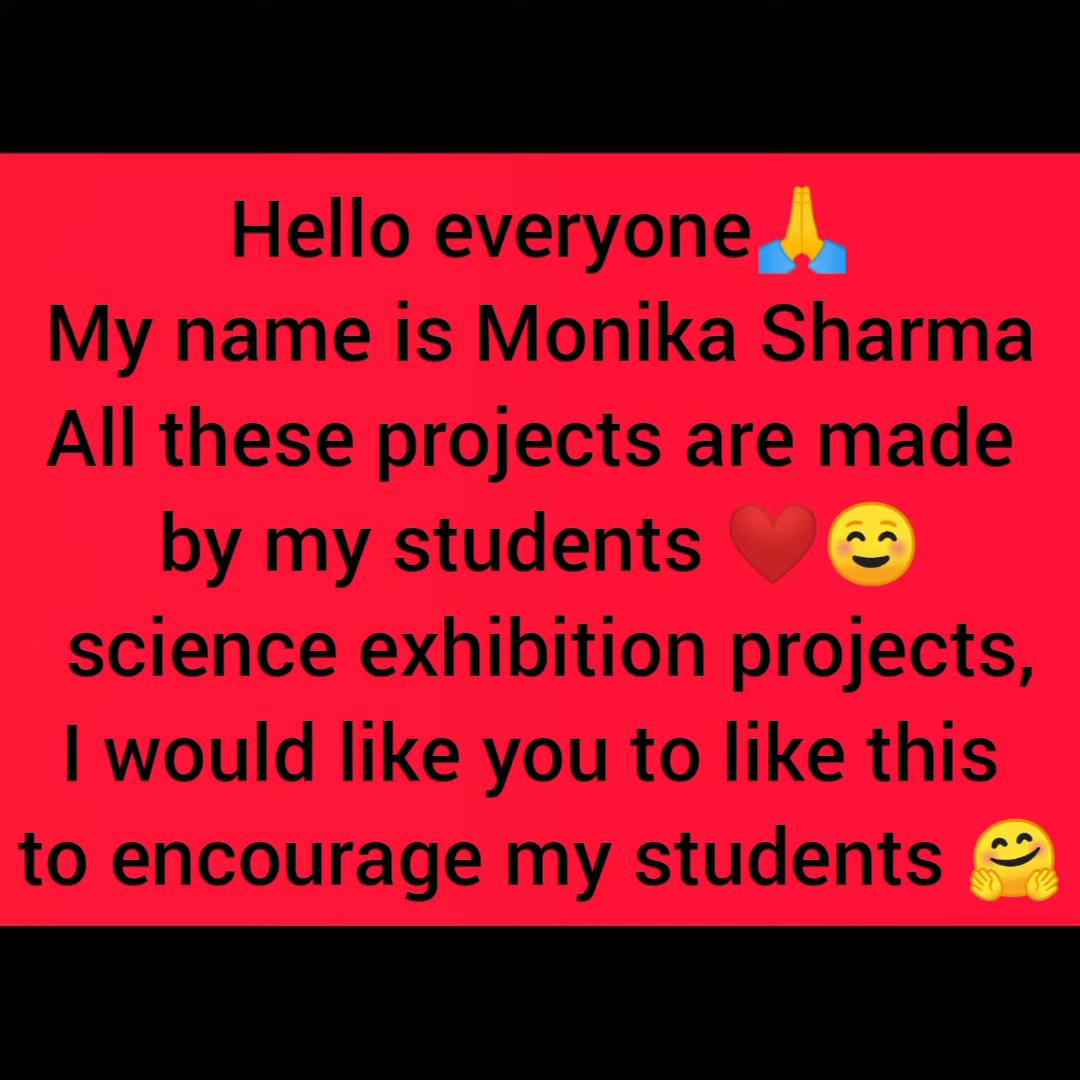 Hello everyone🙏
My name is Monika Sharma
All these projects are made
by my students ❤️☺️
science exhibition projects,
I would like you to like this
to encourage my students 🤗